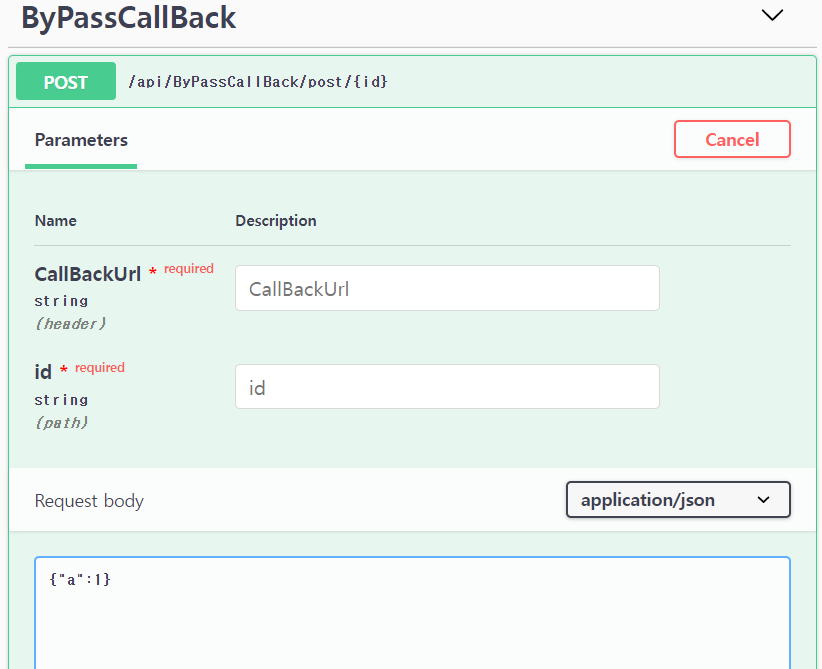 ByPassCallBack
POST /api/ByPassCallBack/post/{id}
Parameters
Cancel
Name Description
CallBackUrl * required
string
(header)
CallBackUrl
id * required
string
(path)
id
Request body
application/json
{"a":1}